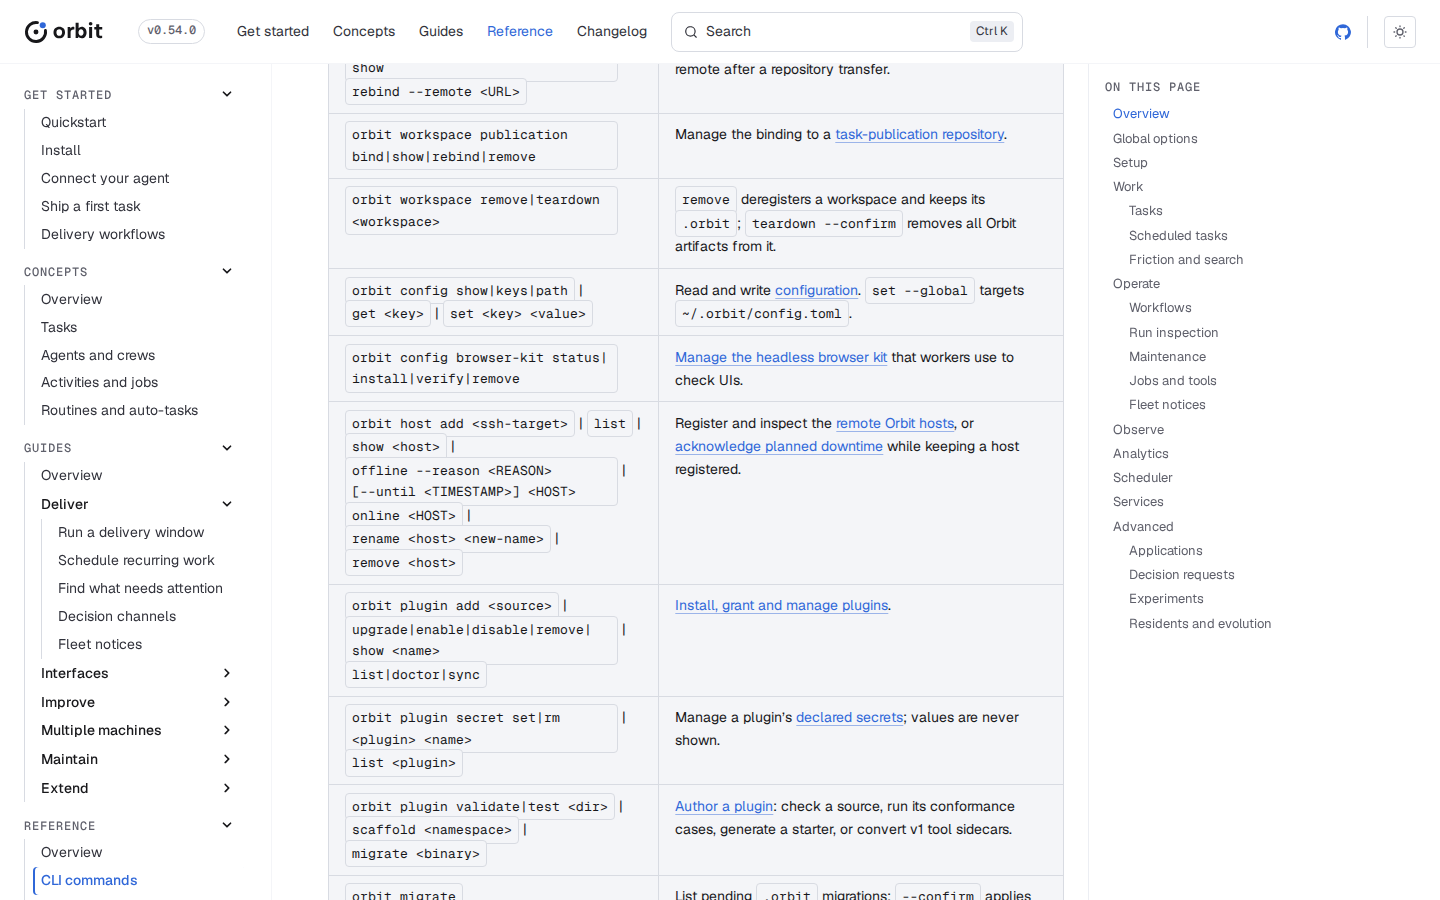 orbit
v0.54.0
Get started
Concepts
Guides
Reference
Changelog
Search
Ctrl K
GET STARTED
Quickstart
Install
Connect your agent
Ship a first task
Delivery workflows
CONCEPTS
Overview
Tasks
Agents and crews
Activities and jobs
Routines and auto-tasks
GUIDES
Overview
Deliver
Run a delivery window
Schedule recurring work
Find what needs attention
Decision channels
Fleet notices
Interfaces
Improve
Multiple machines
Maintain
Extend
REFERENCE
Overview
CLI commands
show
rebind --remote <URL>
remote after a repository transfer.
orbit workspace publication
bind|show|rebind|remove
Manage the binding to a task-publication repository.
orbit workspace remove|teardown
<workspace>
remove deregisters a workspace and keeps its
.orbit; teardown --confirm removes all Orbit
artifacts from it.
orbit config show|keys|path |
get <key> | set <key> <value>
Read and write configuration. set --global targets
~/.orbit/config.toml.
orbit config browser-kit status|
install|verify|remove
Manage the headless browser kit that workers use to
check UIs.
orbit host add <ssh-target> | list |
show <host> |
offline --reason <REASON> |
[--until <TIMESTAMP>] <HOST>
online <HOST> |
rename <host> <new-name> |
remove <host>
Register and inspect the remote Orbit hosts, or
acknowledge planned downtime while keeping a host
registered.
orbit plugin add <source> |
upgrade|enable|disable|remove| |
show <name>
list|doctor|sync
Install, grant and manage plugins.
orbit plugin secret set|rm |
<plugin> <name>
list <plugin>
Manage a plugin's declared secrets; values are never
shown.
orbit plugin validate|test <dir> |
scaffold <namespace> |
migrate <binary>
Author a plugin: check a source, run its conformance
cases, generate a starter, or convert v1 tool sidecars.
orbit migrate
List pending .orbit migrations; --confirm applies
ON THIS PAGE
Overview
Global options
Setup
Work
Tasks
Scheduled tasks
Friction and search
Operate
Workflows
Run inspection
Maintenance
Jobs and tools
Fleet notices
Observe
Analytics
Scheduler
Services
Advanced
Applications
Decision requests
Experiments
Residents and evolution